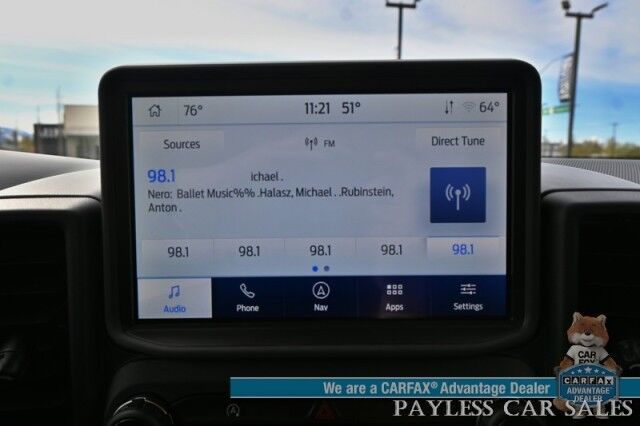 76° 11:21 51° 64°
Sources FM Direct Tune
98.1 ichael .
Nero: Ballet Music%% .Halasz, Michael . .Rubinstein,
Anton .
98.1 98.1 98.1 98.1 98.1
Audio Phone Nav Apps Settings
CAR
FOX
We are a CARFAX® Advantage Dealer
CARFAX
ADVANTAGE
DEALER
PAYLESS CAR SALES